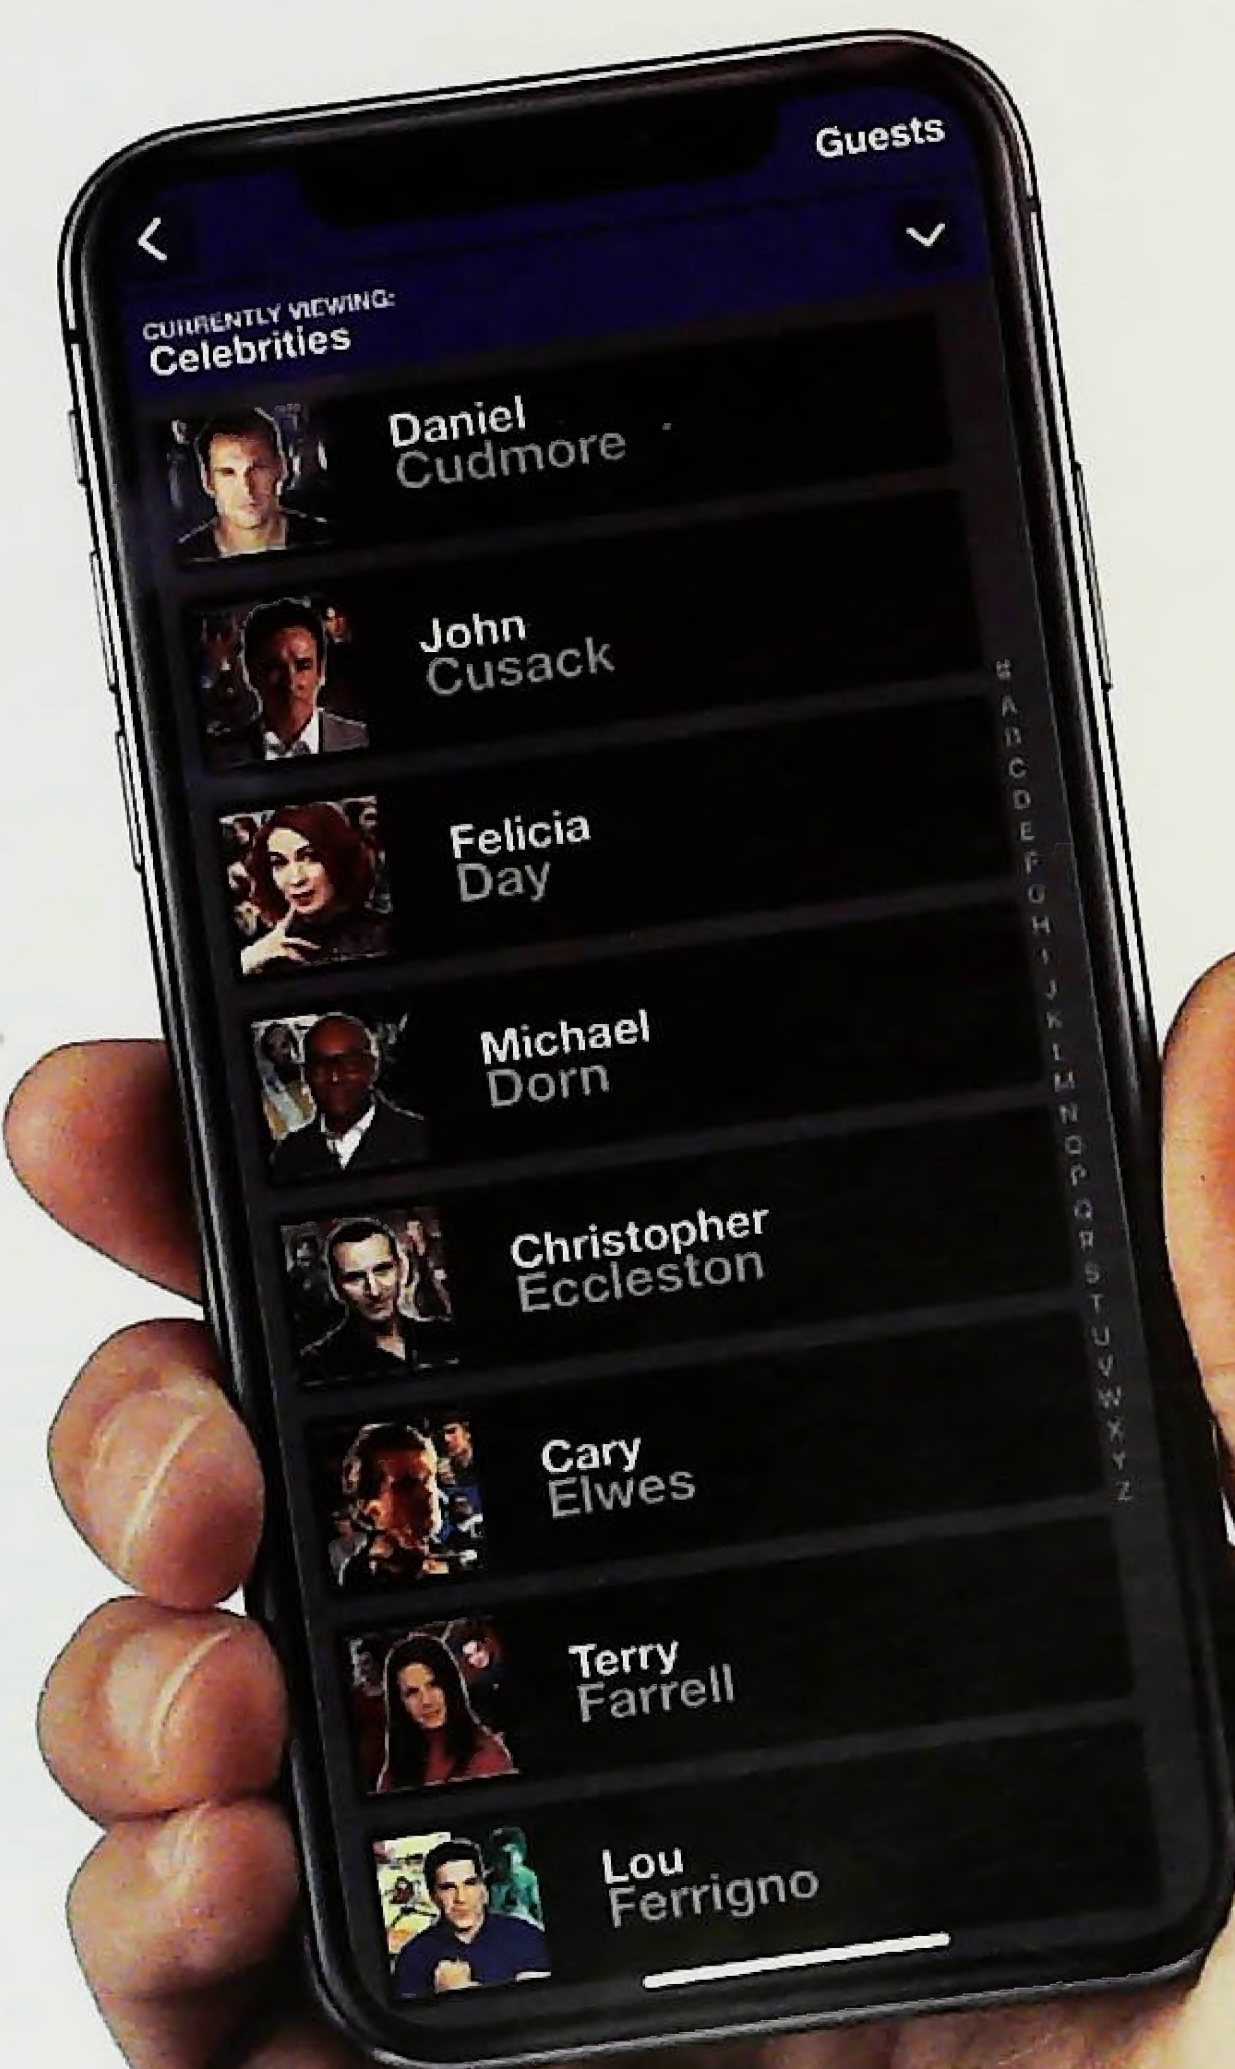 Guests
CURRENTLY VIEWING:
Celebrities
Daniel
Cudmore
John
Cusack
Felicia
Day
Michael
Dorn
Christopher
Eccleston
Cary
Elwes
Terry
Farrell
Lou
Ferrigno
#
A
B
C
D
E
F
G
H
I
J
K
L
M
N
O
P
Q
R
S
T
U
V
W
X
Y
Z